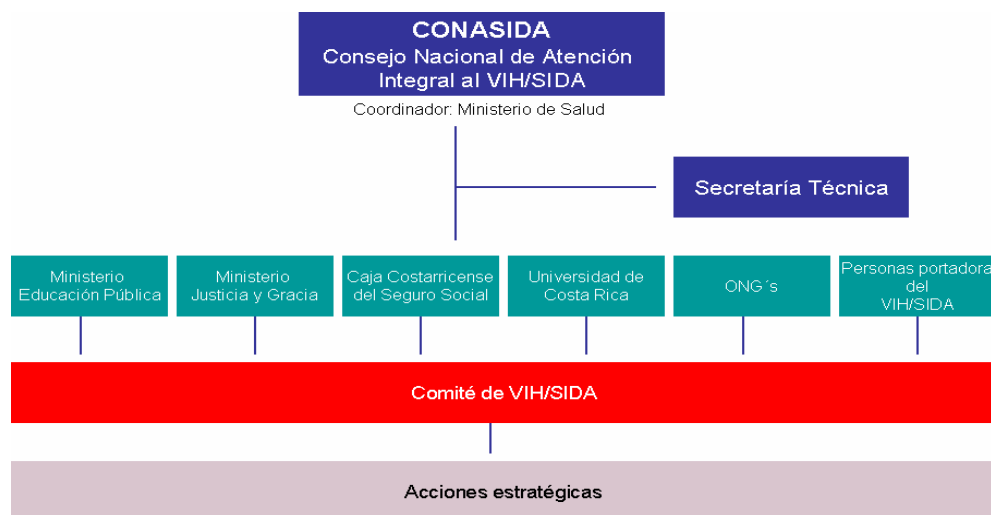 CONASIDA
Consejo Nacional de Atención
Integral al VIH/SIDA
Coordinador: Ministerio de Salud
Secretaría Técnica
Ministerio
Educación Pública
Ministerio
Justicia y Gracia
Caja Costarricense
del Seguro Social
Universidad de
Costa Rica
ONG´s
Personas portadora
del
VIH/SIDA
Comité de VIH/SIDA
Acciones estratégicas